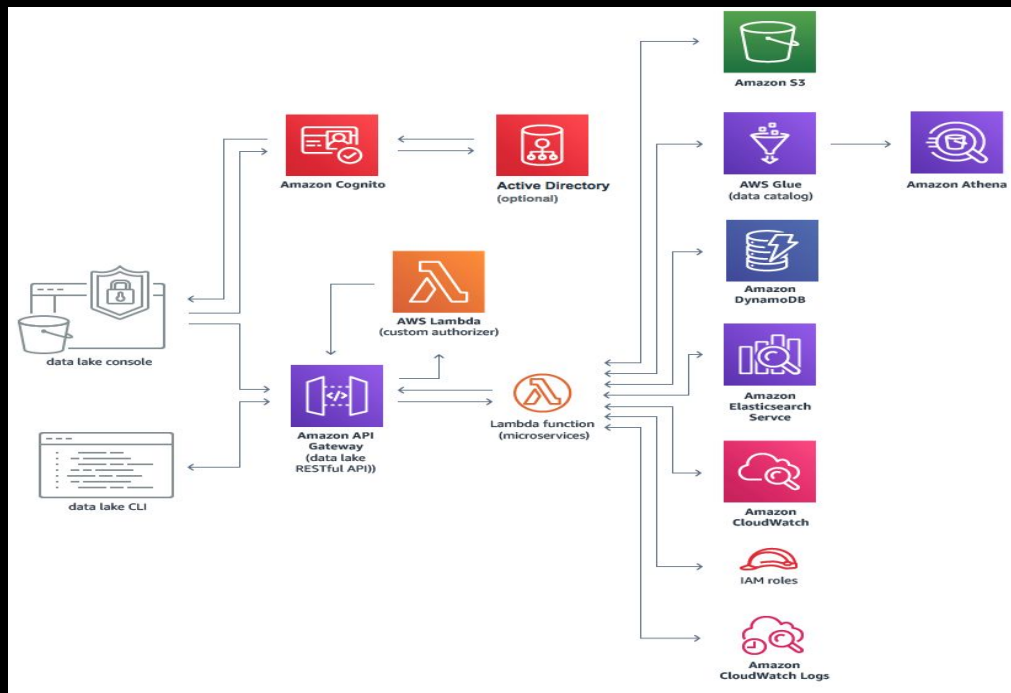 Amazon S3
Amazon Cognito
Active Directory
(optional)
AWS Glue
(data catalog)
Amazon Athena
Amazon
DynamoDB
AWS Lambda
(custom authorizer)
data lake console
</>
Amazon API
Gateway
(data lake
RESTful API))
Lambda function
(microservices)
Amazon
Elasticsearch
Servce
data lake CLI
Amazon
CloudWatch
IAM roles
Amazon
CloudWatch Logs